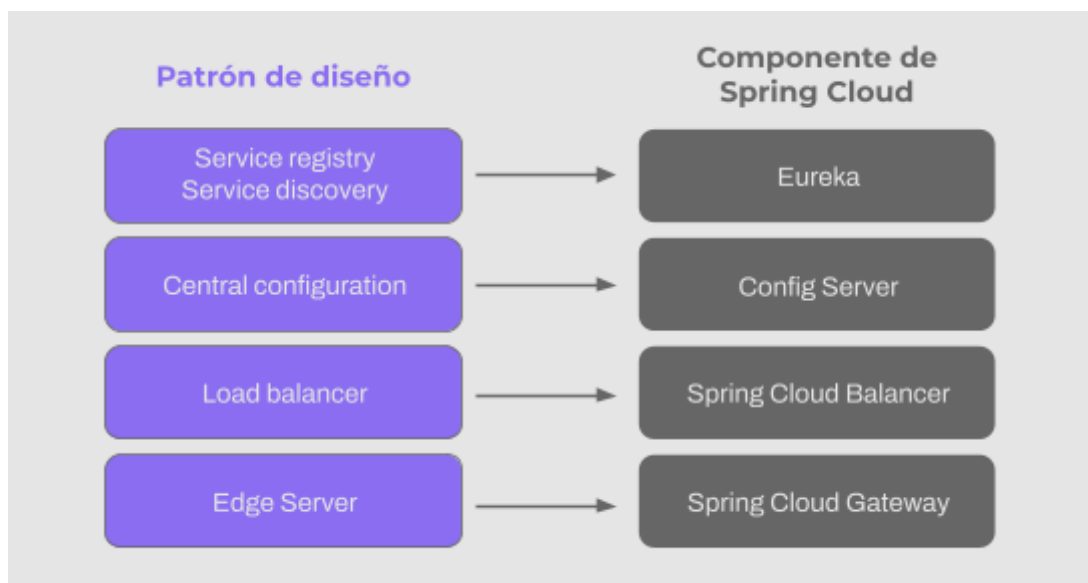 Patrón de diseño
Componente de
Spring Cloud
Service registry
Service discovery
Eureka
Central configuration
Config Server
Load balancer
Spring Cloud Balancer
Edge Server
Spring Cloud Gateway